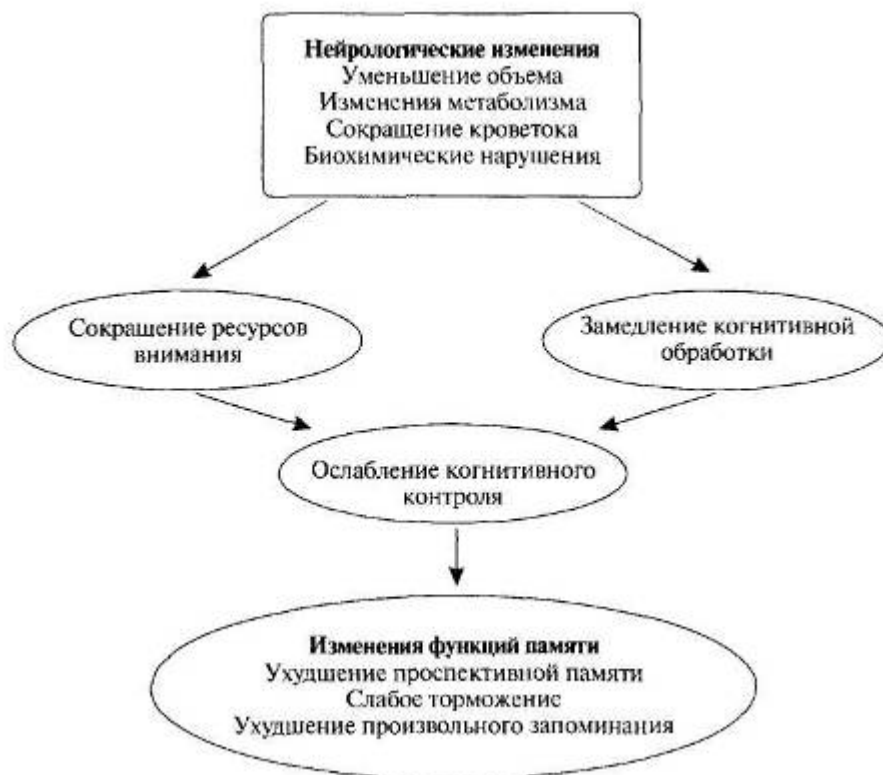 Нейрологические изменения
Уменьшение объема
Изменения метаболизма
Сокращение кроветока
Биохимические нарушения
Сокращение ресурсов
внимания
Замедление когнитивной
обработки
Ослабление когнитивного
контроля
Изменения функций памяти
Ухудшение проспективной памяти
Слабое торможение
Ухудшение произвольного запоминания